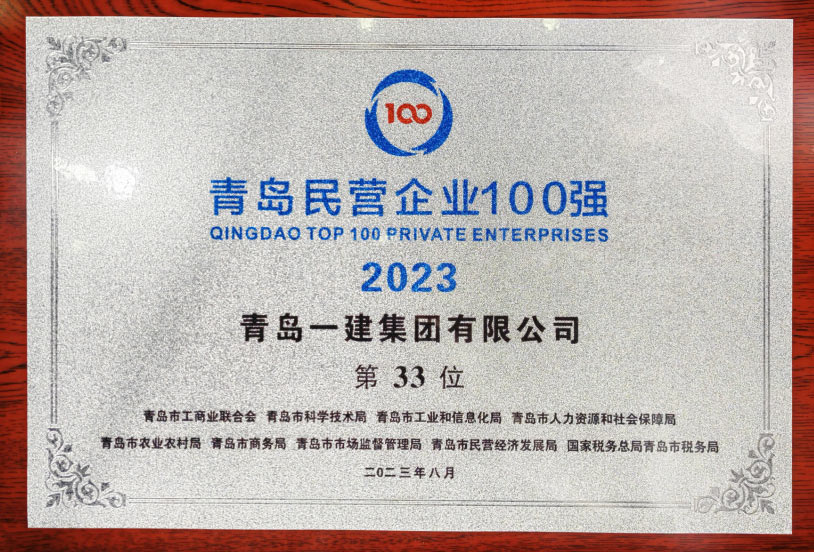 100
青岛民营企业100强
QINGDAO TOP 100 PRIVATE ENTERPRISES
2023
青岛一建集团有限公司
第 33 位
青岛市工商业联合会 青岛市科学技术局 青岛市工业和信息化局 青岛市人力资源和社会保障局
青岛市农业农村局 青岛市商务局 青岛市市场监督管理局 青岛市民营经济发展局 国家税务总局青岛市税务局
二〇二三年八月